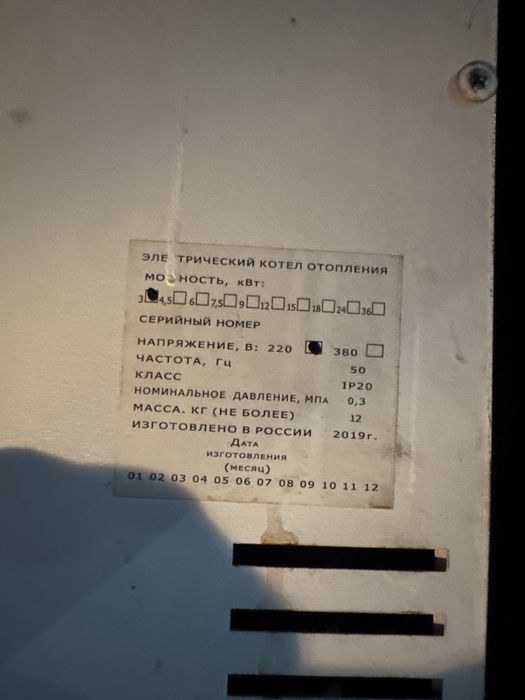 ЭЛЕ ТРИЧЕСКИЙ КОТЕЛ ОТОПЛЕНИЯ
МО НОСТЬ, кВт:
3 4,5 6 7,5 9 12 15 18 24 36
СЕРИЙНЫЙ НОМЕР
НАПРЯЖЕНИЕ, В: 220 380
ЧАСТОТА, Гц 50
КЛАСС IP20
НОМИНАЛЬНОЕ ДАВЛЕНИЕ, МПА 0,3
МАССА. КГ (НЕ БОЛЕЕ) 12
ИЗГОТОВЛЕНО В РОССИИ 2019г.
ДАТА
ИЗГОТОВЛЕНИЯ
(МЕСЯЦ)
01 02 03 04 05 06 07 08 09 10 11 12